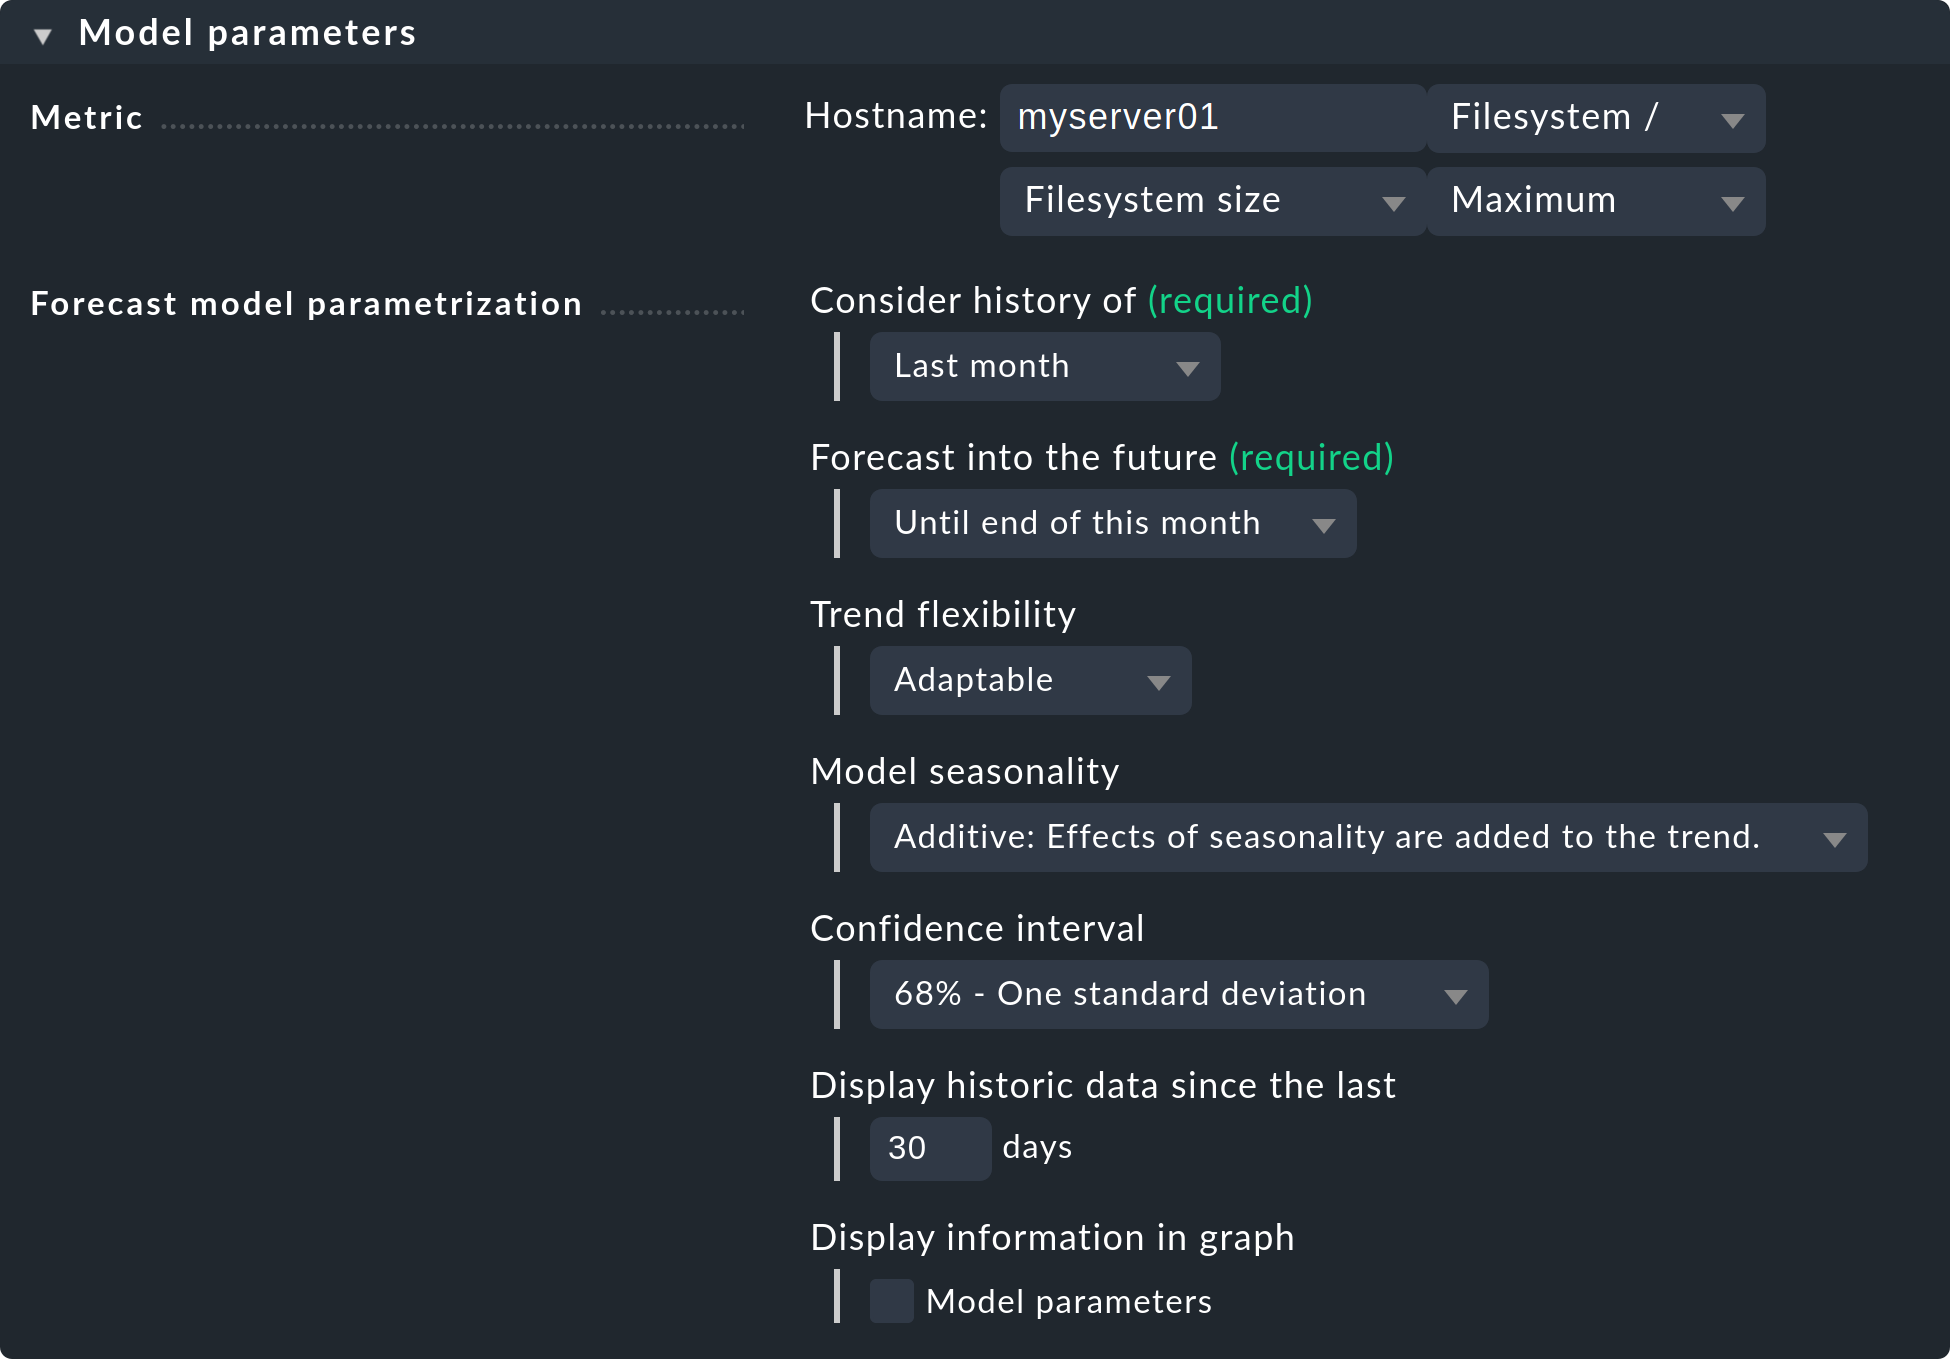 Model parameters
Metric Hostname: myserver01 Filesystem /
Filesystem size Maximum
Forecast model parametrization Consider history of (required)
Last month
Forecast into the future (required)
Until end of this month
Trend flexibility
Adaptable
Model seasonality
Additive: Effects of seasonality are added to the trend.
Confidence interval
68% - One standard deviation
Display historic data since the last
30 days
Display information in graph
Model parameters